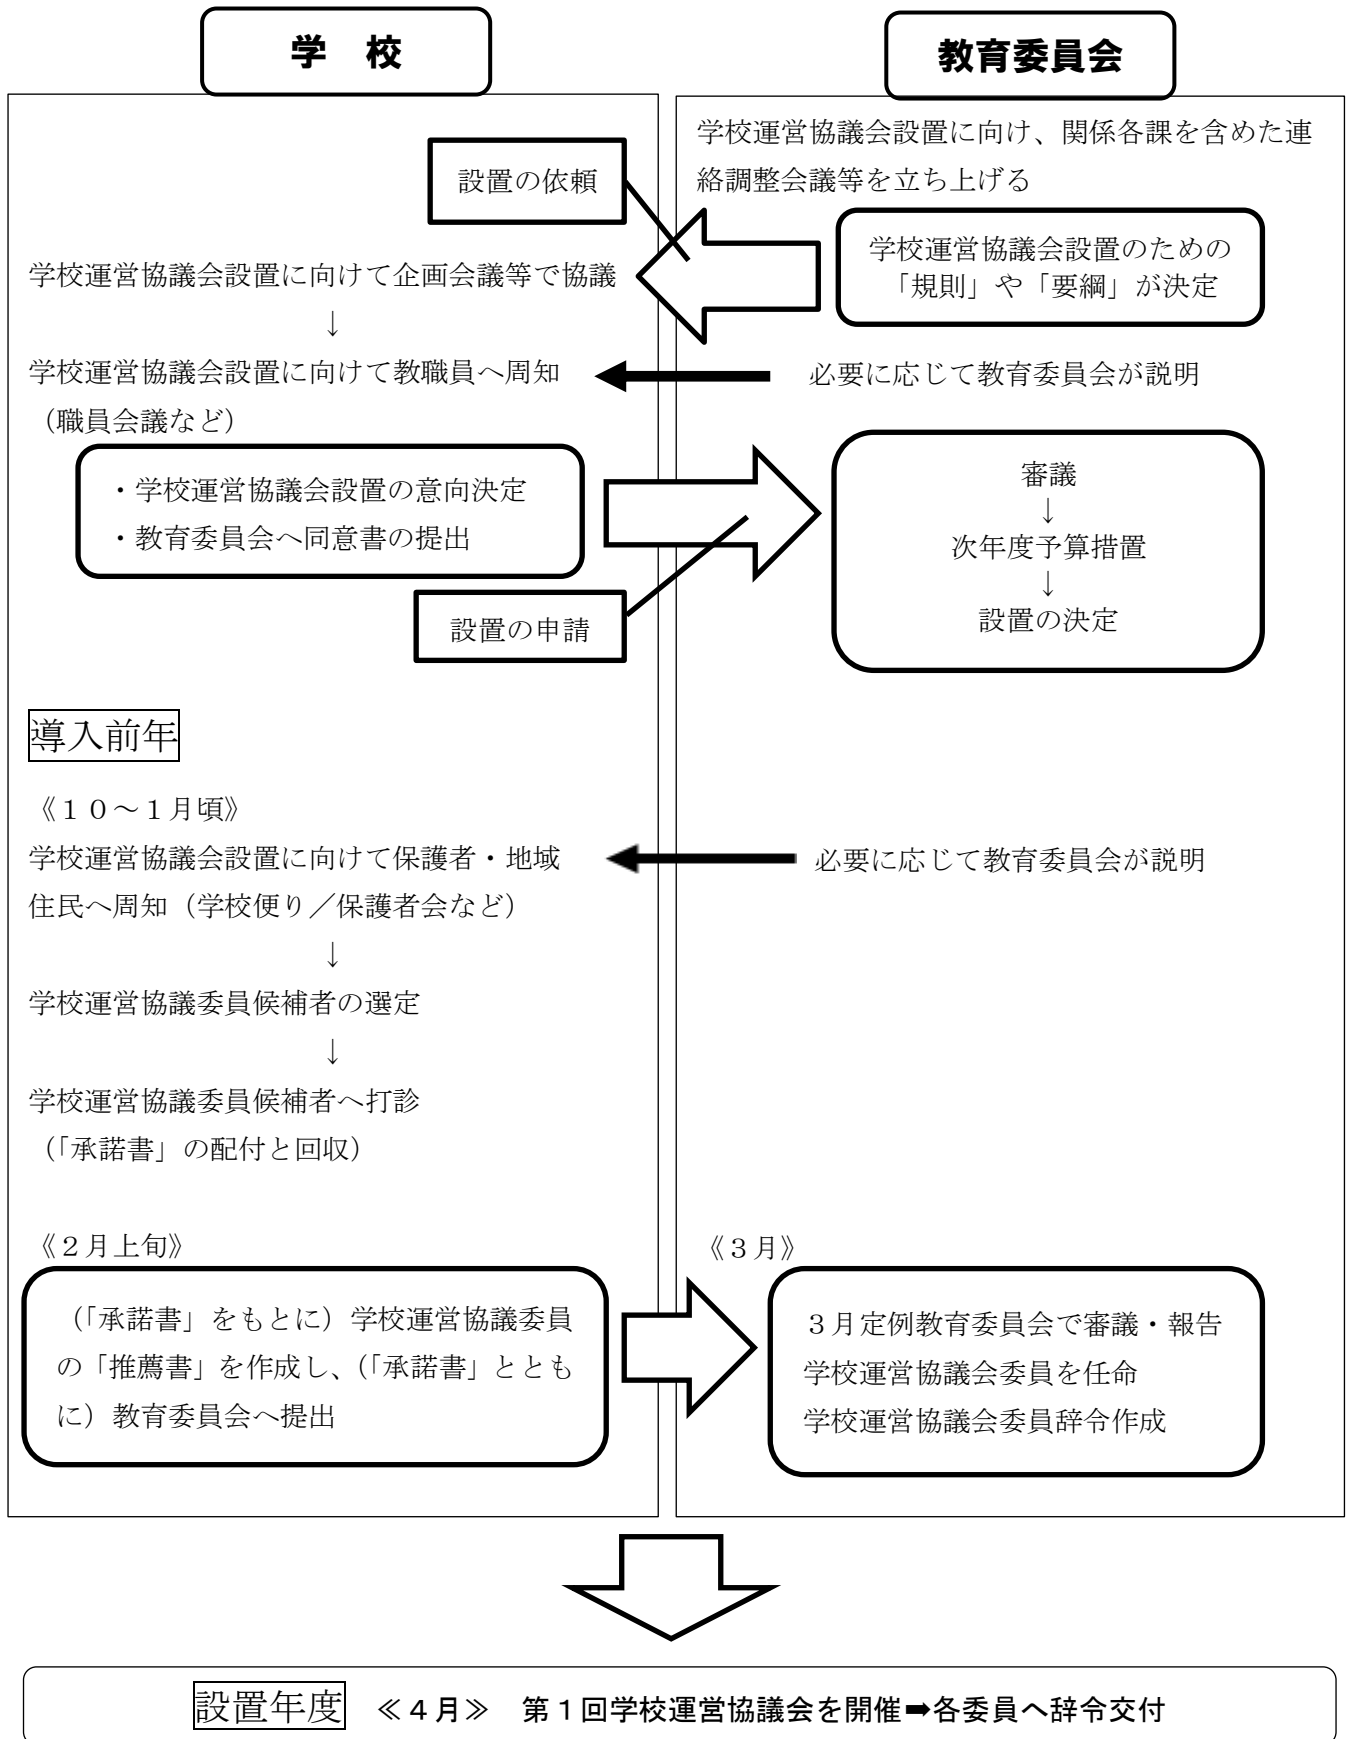 学　校
教育委員会
学校運営協議会設置に向け、関係各課を含めた連
絡調整会議等を立ち上げる
設置の依頼
学校運営協議会設置のための
「規則」や「要綱」が決定
学校運営協議会設置に向けて企画会議等で協議
↓
学校運営協議会設置に向けて教職員へ周知
（職員会議など）
必要に応じて教育委員会が説明
・学校運営協議会設置の意向決定
・教育委員会へ同意書の提出
設置の申請
審議
↓
次年度予算措置
↓
設置の決定
導入前年
《１０～１月頃》
学校運営協議会設置に向けて保護者・地域
住民へ周知（学校便り／保護者会など）
必要に応じて教育委員会が説明
↓
学校運営協議委員候補者の選定
↓
学校運営協議委員候補者へ打診
（「承諾書」の配付と回収）
《２月上旬》
（「承諾書」をもとに）学校運営協議委員
の「推薦書」を作成し、（「承諾書」ととも
に）教育委員会へ提出
《３月》
３月定例教育委員会で審議・報告
学校運営協議会委員を任命
学校運営協議会委員辞令作成
設置年度　≪４月≫　第１回学校運営協議会を開催➡各委員へ辞令交付